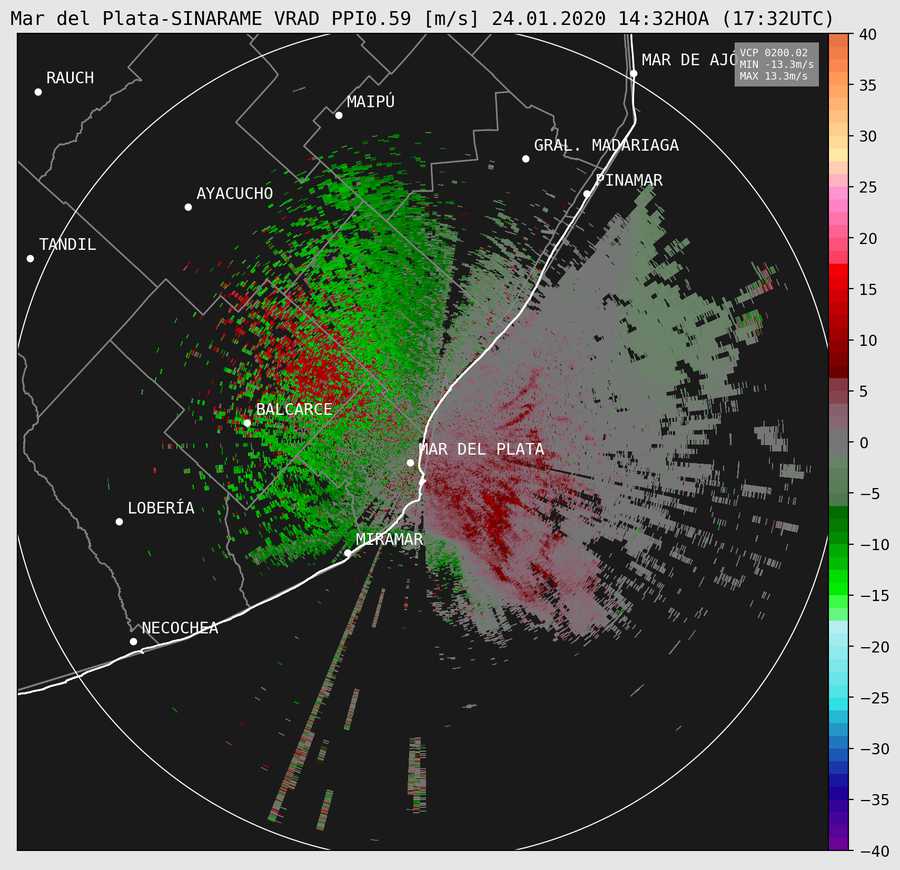 Mar del Plata-SINARAME VRAD PPI0.59 [m/s] 24.01.2020 14:32HOA (17:32UTC)
VCP 0200.02
MIN -13.3m/s
MAX 13.3m/s
MAR DE AJÓ
RAUCH
MAIPÚ
GRAL. MADARIAGA
PINAMAR
AYACUCHO
TANDIL
BALCARCE
MAR DEL PLATA
LOBERÍA
MIRAMAR
NECOCHEA
40
35
30
25
20
15
10
5
0
−5
−10
−15
−20
−25
−30
−35
−40